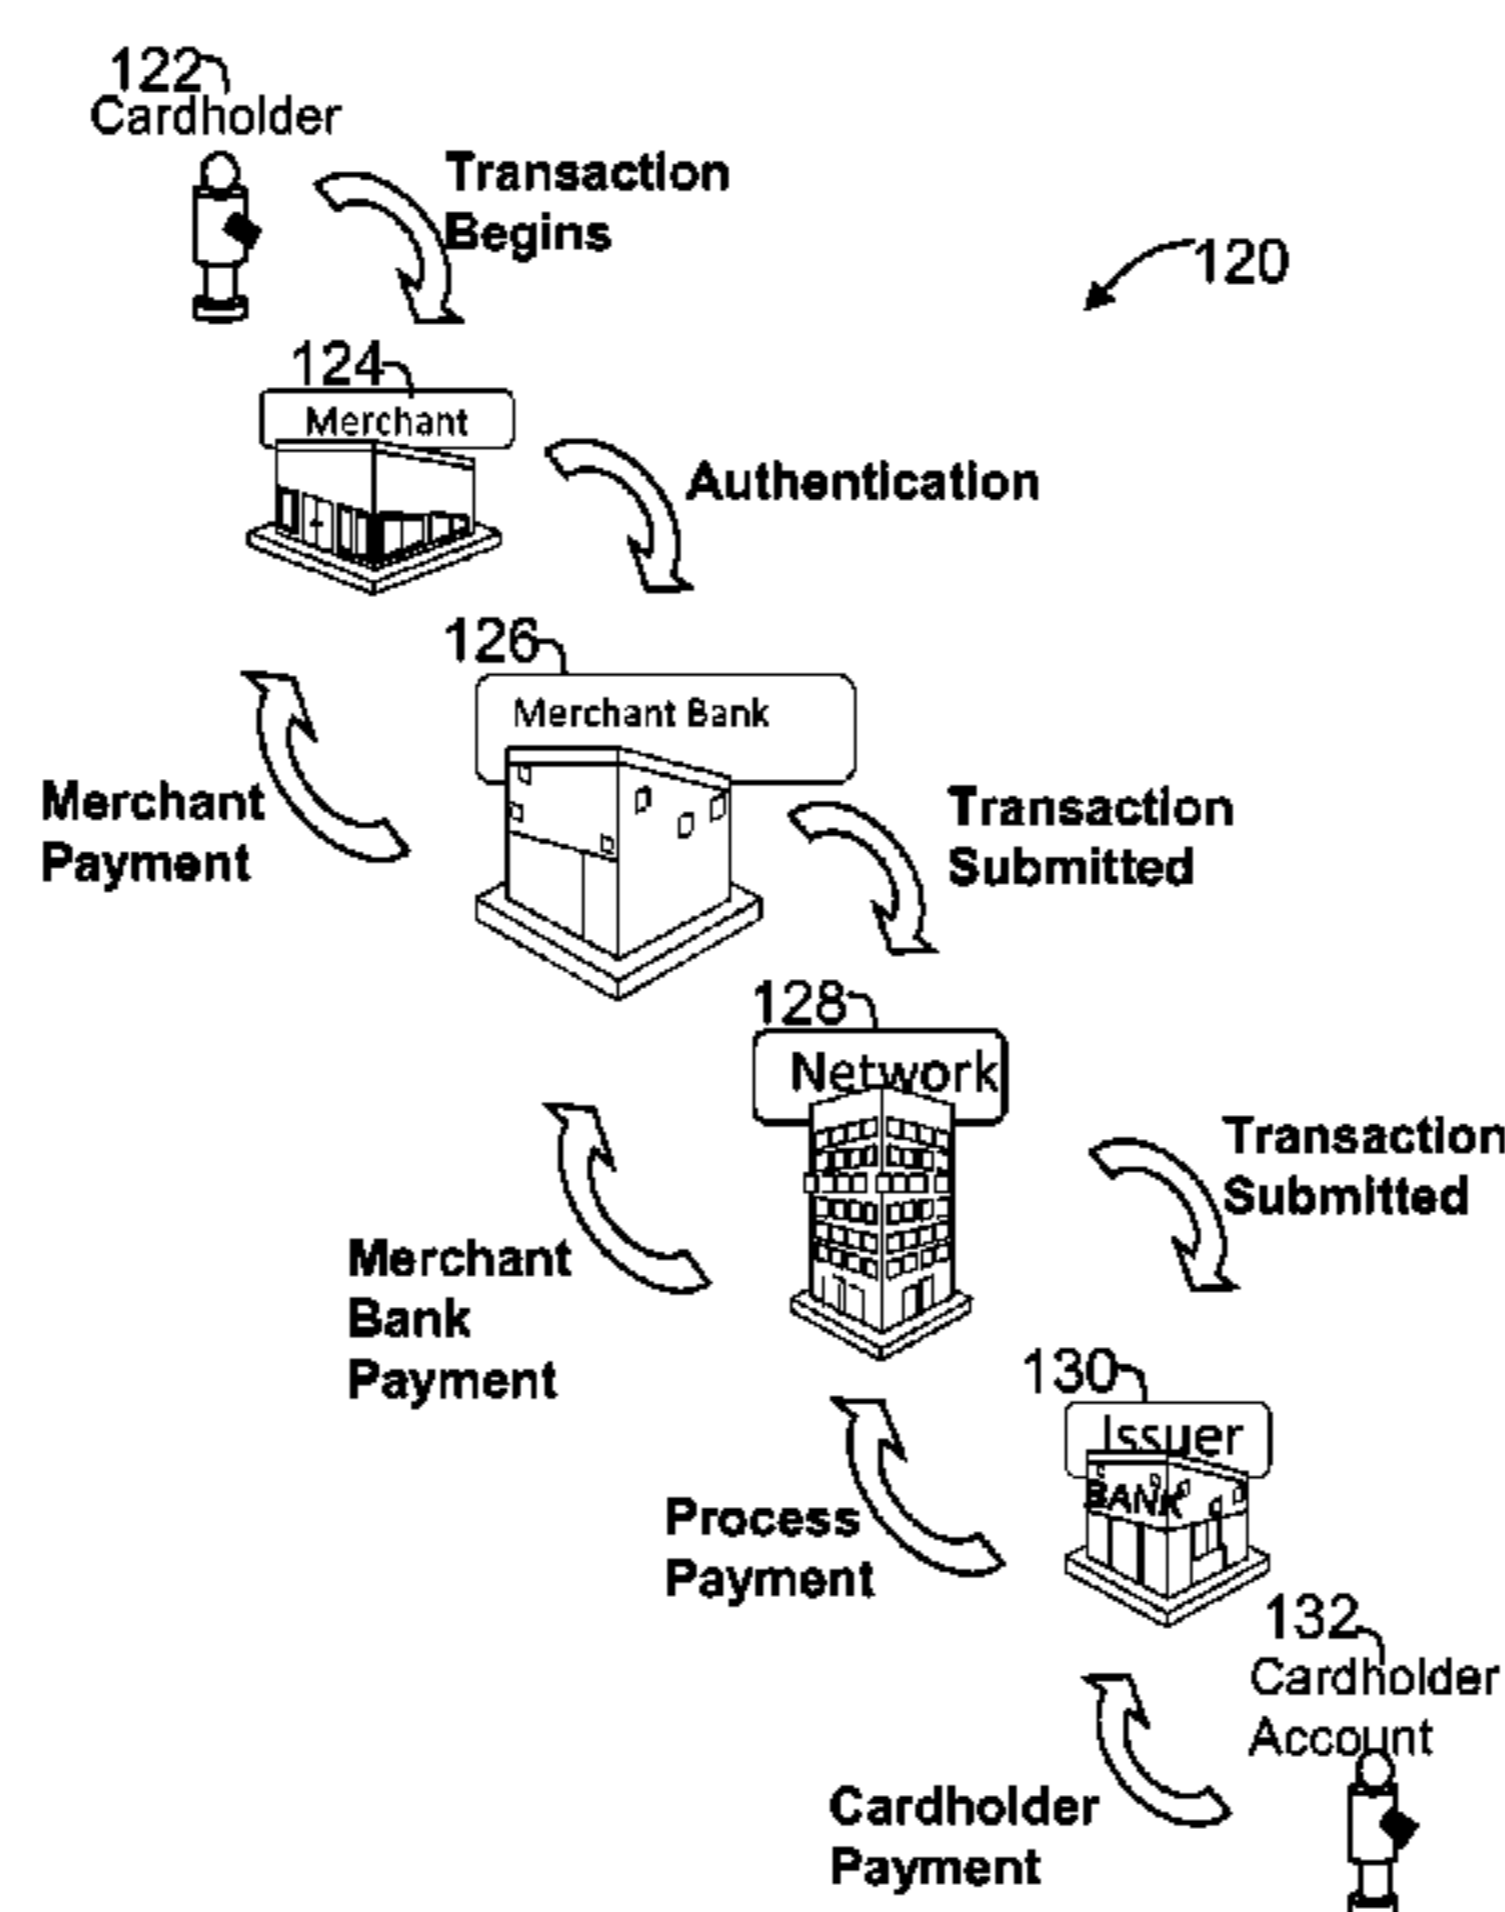 122
Cardholder
Transaction
Begins
120
124
Merchant
Authentication
126
Merchant Bank
Merchant
Payment
Transaction
Submitted
128
Network
Transaction
Submitted
Merchant
Bank
Payment
130
Issuer
BANK
Process
Payment
132
Cardholder
Account
Cardholder
Payment